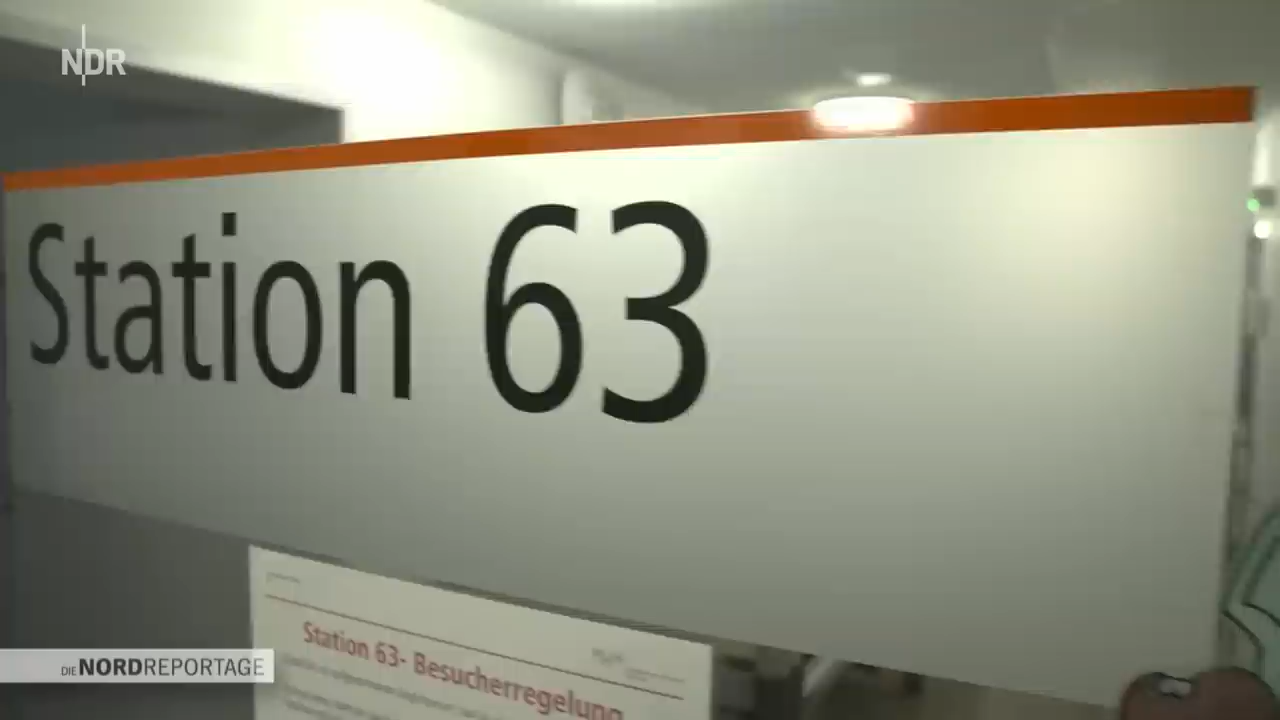 NDR
Station 63
Station 63- Besucherregelung
DIE NORDREPORTAGE